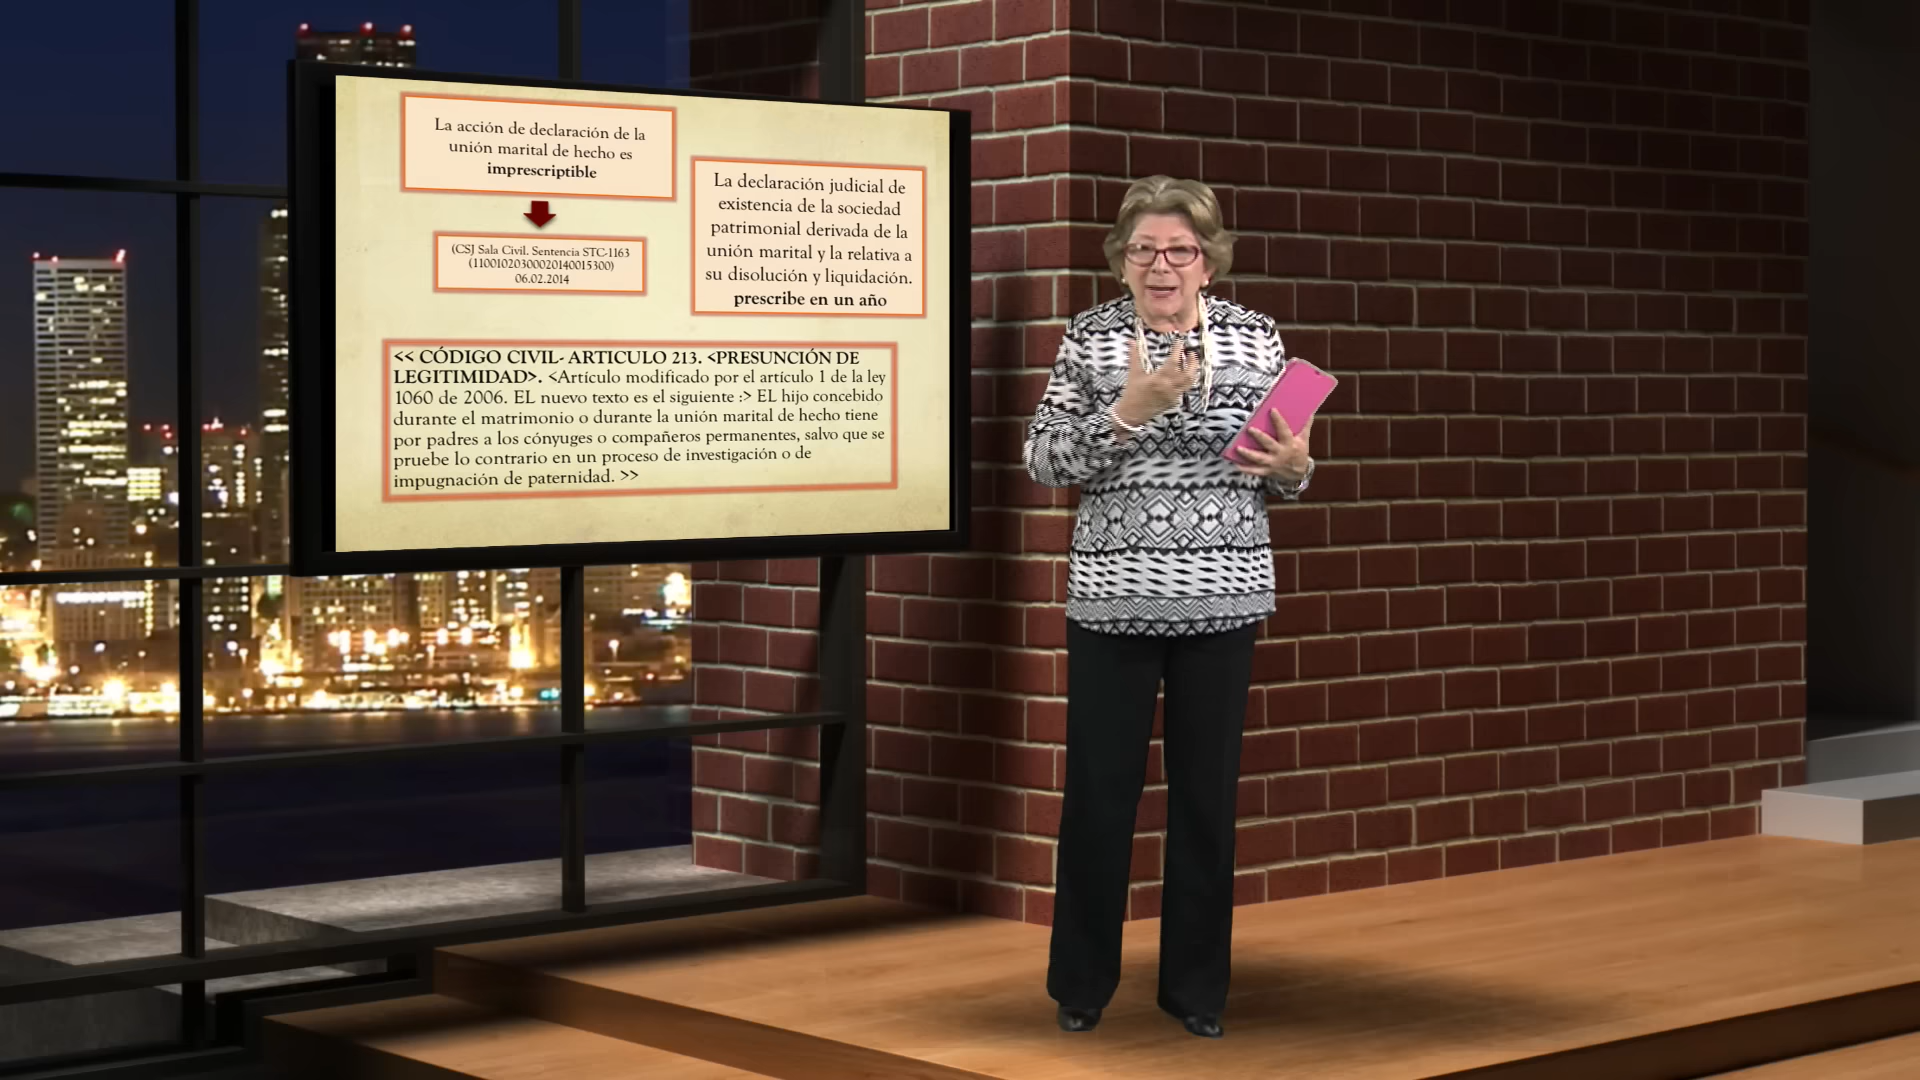 La acción de declaración de la
unión marital de hecho es
imprescriptible
(CSJ Sala Civil. Sentencia STC-1163
(11001020300020140015300)
06.02.2014
La declaración judicial de
existencia de la sociedad
patrimonial derivada de la
unión marital y la relativa a
su disolución y liquidación.
prescribe en un año
<< CÓDIGO CIVIL- ARTICULO 213. <PRESUNCIÓN DE
LEGITIMIDAD>. <Artículo modificado por el artículo 1 de la ley
1060 de 2006. EL nuevo texto es el siguiente :> EL hijo concebido
durante el matrimonio o durante la unión marital de hecho tiene
por padres a los cónyuges o compañeros permanentes, salvo que se
pruebe lo contrario en un proceso de investigación o de
impugnación de paternidad. >>